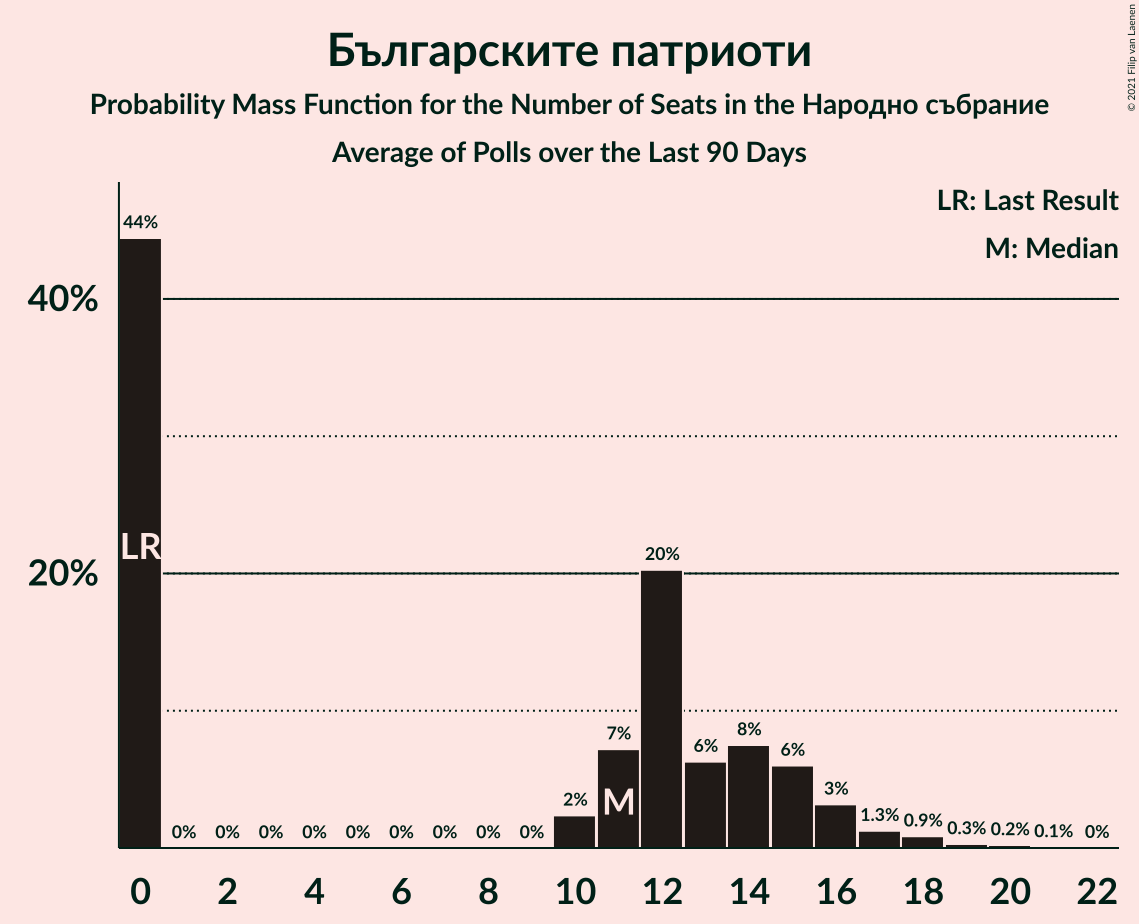 Българските патриоти
Probability Mass Function for the Number of Seats in the Народно събрание
Average of Polls over the Last 90 Days
© 2021 Filip van Laenen
LR: Last Result
M: Median
44%
40%
LR
20%
20%
7%
8%
6%
6%
M
2%
3%
1.3%
0.9%
0.3%
0.2%
0.1%
0%
0% 0% 0% 0% 0% 0% 0% 0% 0%
0 2 4 6 8 10 12 14 16 18 20 22